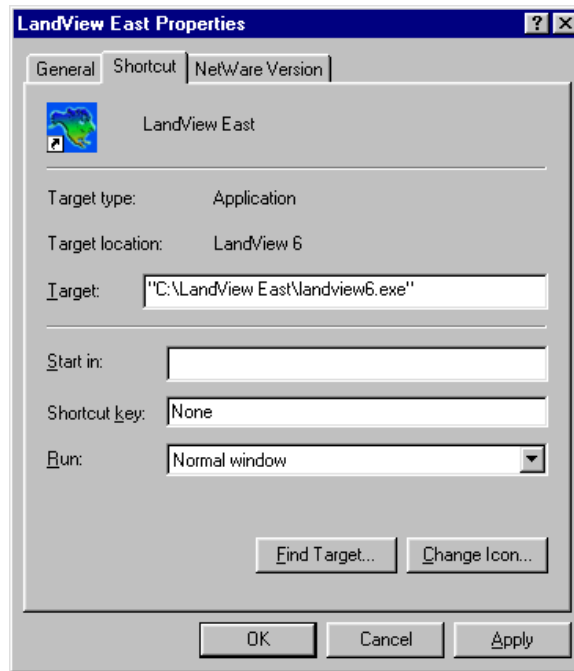 LandView East Properties
General Shortcut NetWare Version
LandView East
Target type: Application
Target location: LandView 6
Target: "C:\LandView East\landview6.exe"
Start in:
Shortcut key: None
Run: Normal window
Find Target... Change Icon...
OK Cancel Apply